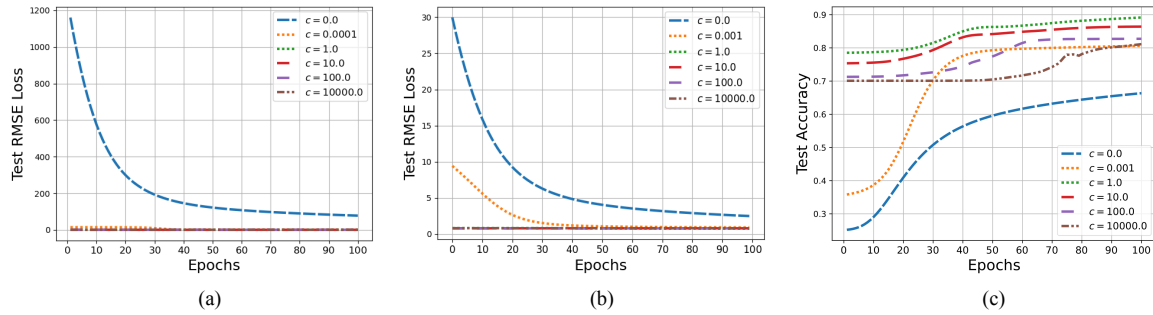 1200
1000
800
600
400
200
0
Test RMSE Loss
0 10 20 30 40 50 60 70 80 90 100
Epochs
c = 0.0
c = 0.0001
c = 1.0
c = 10.0
c = 100.0
c = 10000.0
(a)
30
25
20
15
10
5
0
Test RMSE Loss
0 10 20 30 40 50 60 70 80 90 100
Epochs
c = 0.0
c = 0.001
c = 1.0
c = 10.0
c = 100.0
c = 10000.0
(b)
0.9
0.8
0.7
0.6
0.5
0.4
0.3
Test Accuracy
0 10 20 30 40 50 60 70 80 90 100
Epochs
c = 0.0
c = 0.001
c = 1.0
c = 10.0
c = 100.0
c = 10000.0
(c)